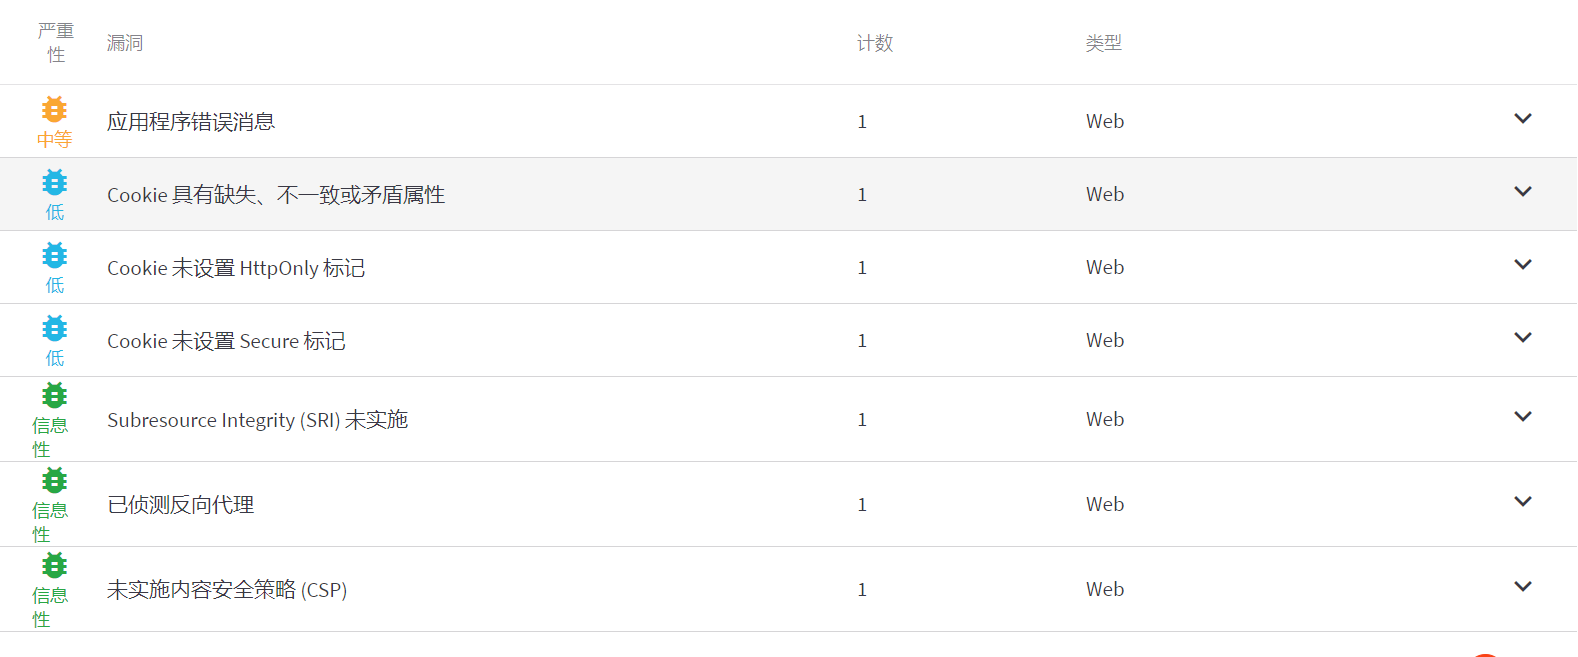 严重
性
漏洞
计数
类型
中等
应用程序错误消息
1
Web
低
Cookie 具有缺失、不一致或矛盾属性
1
Web
低
Cookie 未设置 HttpOnly 标记
1
Web
低
Cookie 未设置 Secure 标记
1
Web
信息
性
Subresource Integrity (SRI) 未实施
1
Web
信息
性
已侦测反向代理
1
Web
信息
性
未实施内容安全策略 (CSP)
1
Web